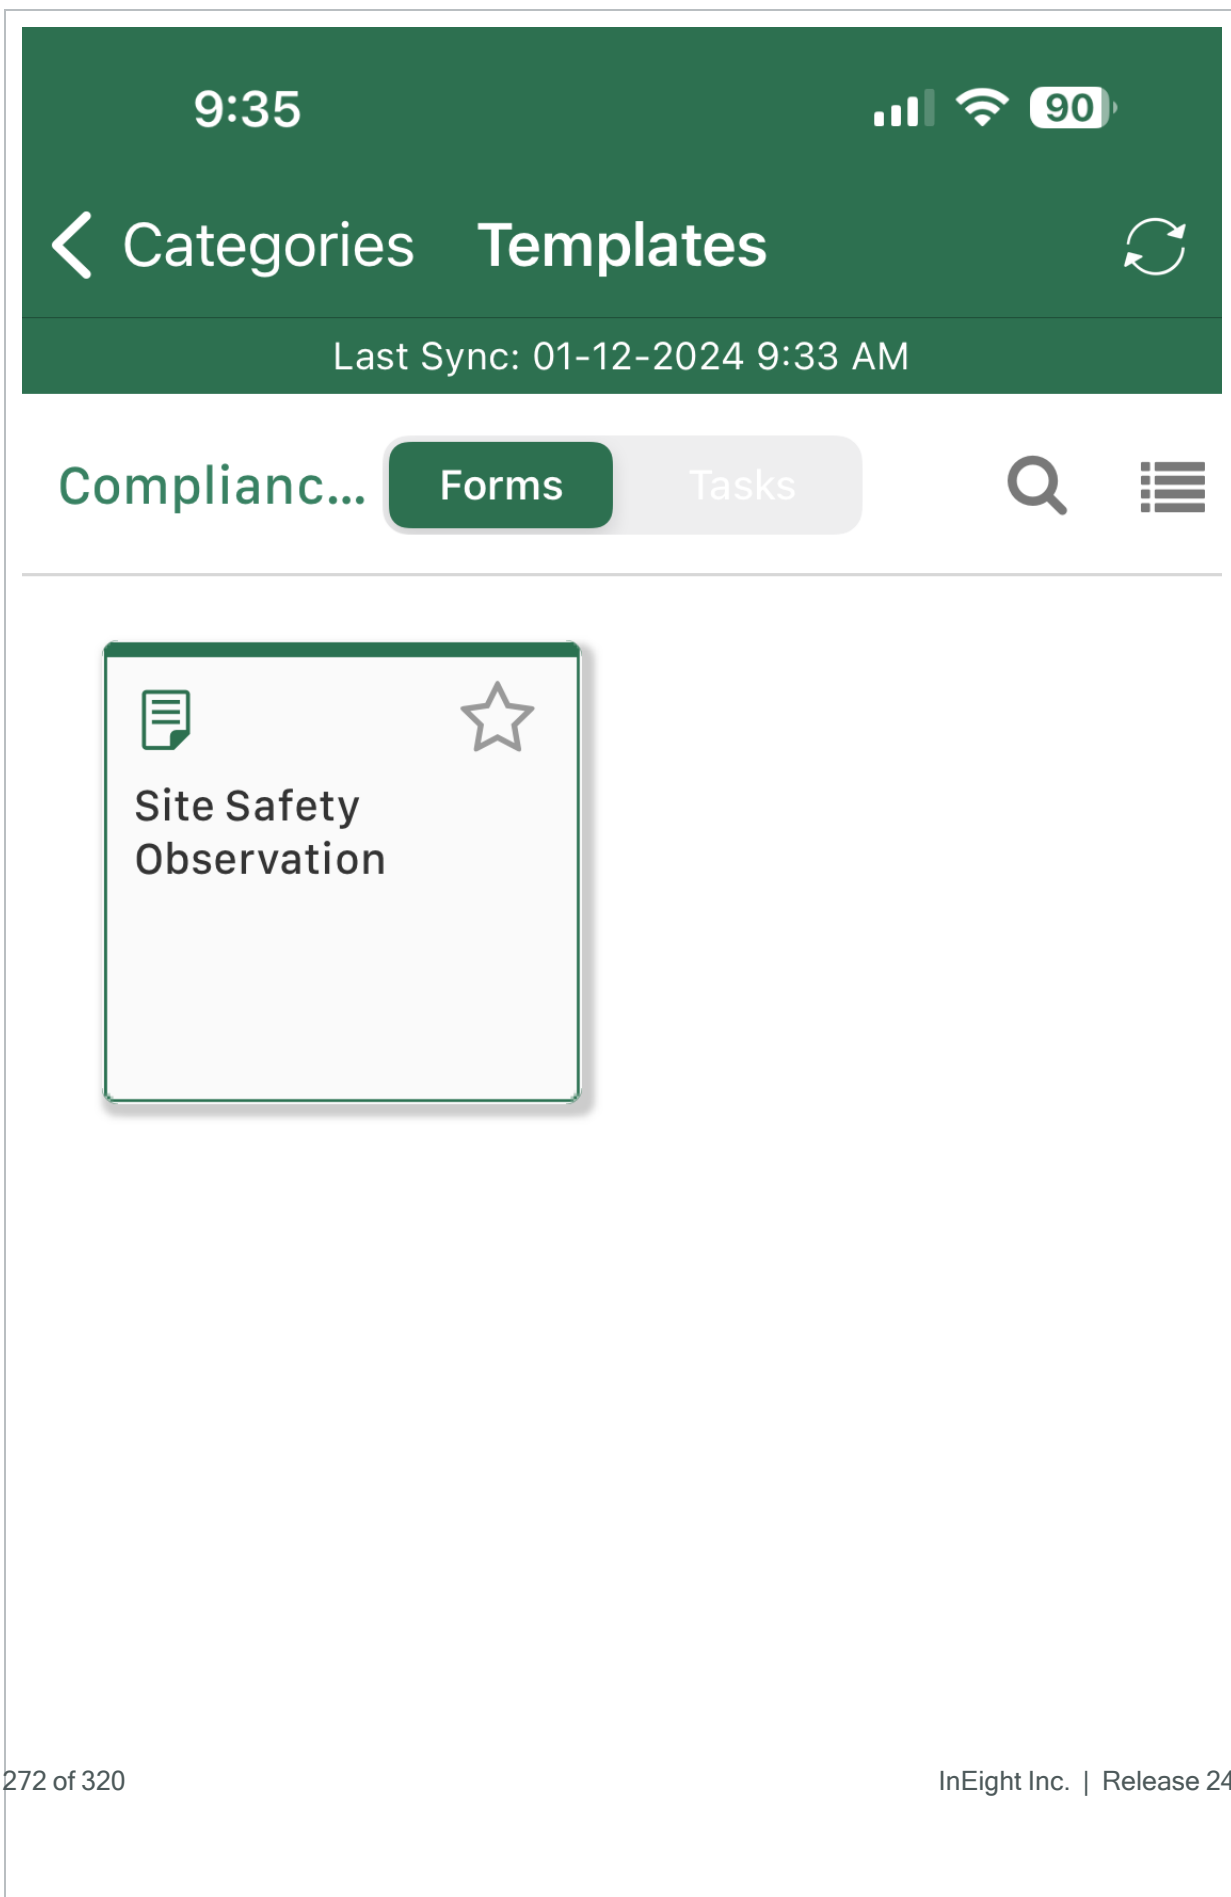 9:35
90
Categories Templates
Last Sync: 01-12-2024 9:33 AM
Complianc... Forms Tasks
Site Safety
Observation
272 of 320 InEight Inc. | Release 24